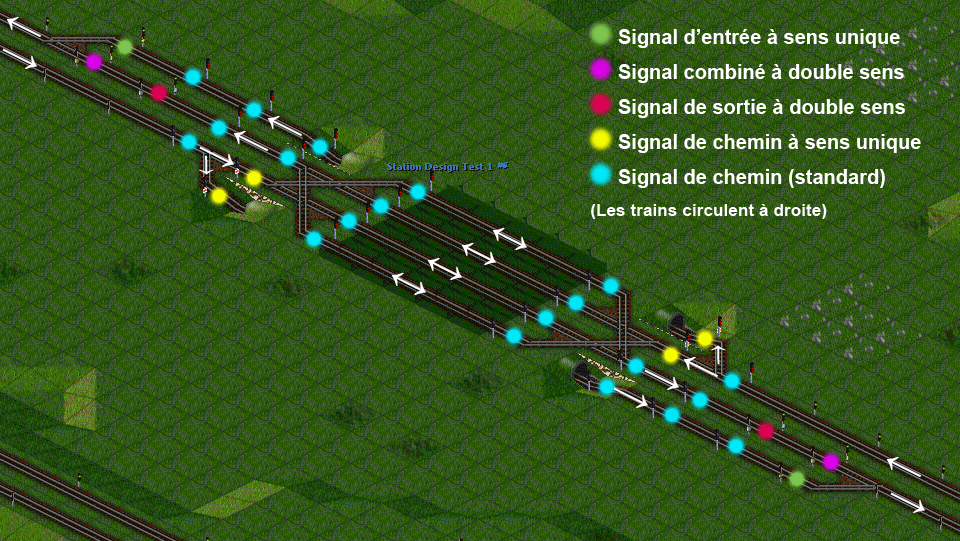 Signal d'entrée à sens unique
Signal combiné à double sens
Signal de sortie à double sens
Signal de chemin à sens unique
Signal de chemin (standard)
(Les trains circulent à droite)
Station Design Test 1